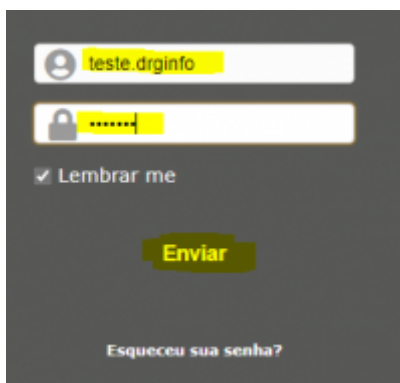 teste.drginfo
•••••••
Lembrar me
Enviar
Esqueceu sua senha?